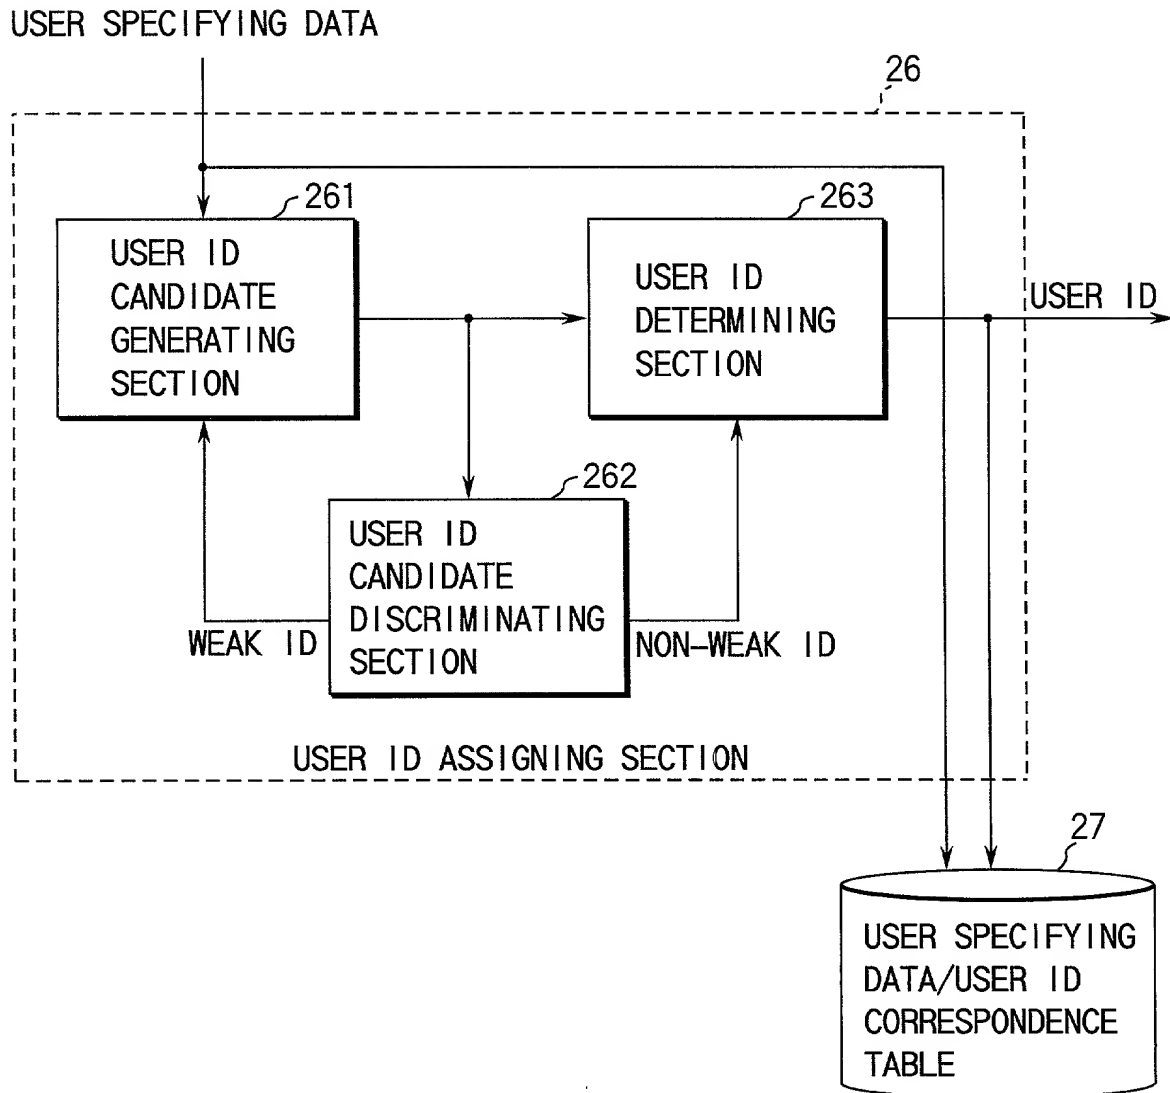 USER SPECIFYING DATA
26
261
USER ID
CANDIDATE
GENERATING
SECTION
263
USER ID
DETERMINING
SECTION
USER ID
262
USER ID
CANDIDATE
DISCRIMINATING
SECTION
WEAK ID
NON-WEAK ID
USER ID ASSIGNING SECTION
27
USER SPECIFYING
DATA/USER ID
CORRESPONDENCE
TABLE